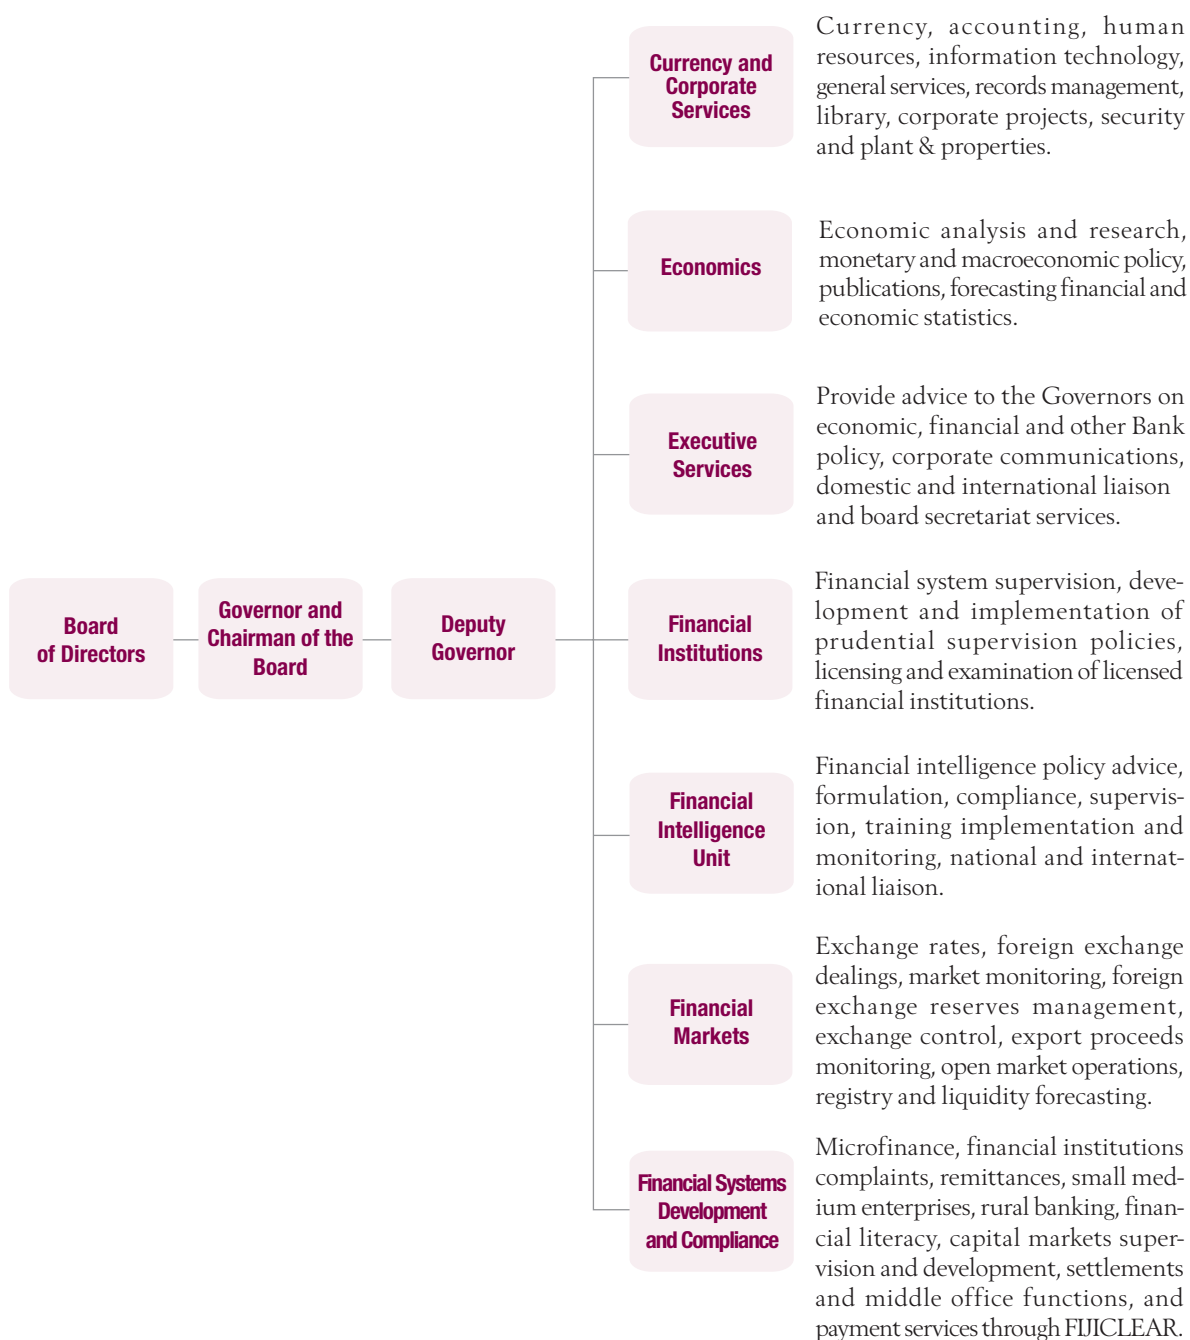 Board
of Directors
Governor and
Chairman of the
Board
Deputy
Governor
Currency and
Corporate
Services
Currency, accounting, human
resources, information technology,
general services, records management,
library, corporate projects, security
and plant & properties.
Economics
Economic analysis and research,
monetary and macroeconomic policy,
publications, forecasting financial and
economic statistics.
Executive
Services
Provide advice to the Governors on
economic, financial and other Bank
policy, corporate communications,
domestic and international liaison
and board secretariat services.
Financial
Institutions
Financial system supervision, deve-
lopment and implementation of
prudential supervision policies,
licensing and examination of licensed
financial institutions.
Financial
Intelligence
Unit
Financial intelligence policy advice,
formulation, compliance, supervis-
ion, training implementation and
monitoring, national and internat-
ional liaison.
Financial
Markets
Exchange rates, foreign exchange
dealings, market monitoring, foreign
exchange reserves management,
exchange control, export proceeds
monitoring, open market operations,
registry and liquidity forecasting.
Financial Systems
Development
and Compliance
Microfinance, financial institutions
complaints, remittances, small med-
ium enterprises, rural banking, finan-
cial literacy, capital markets super-
vision and development, settlements
and middle office functions, and
payment services through FIJICLEAR.